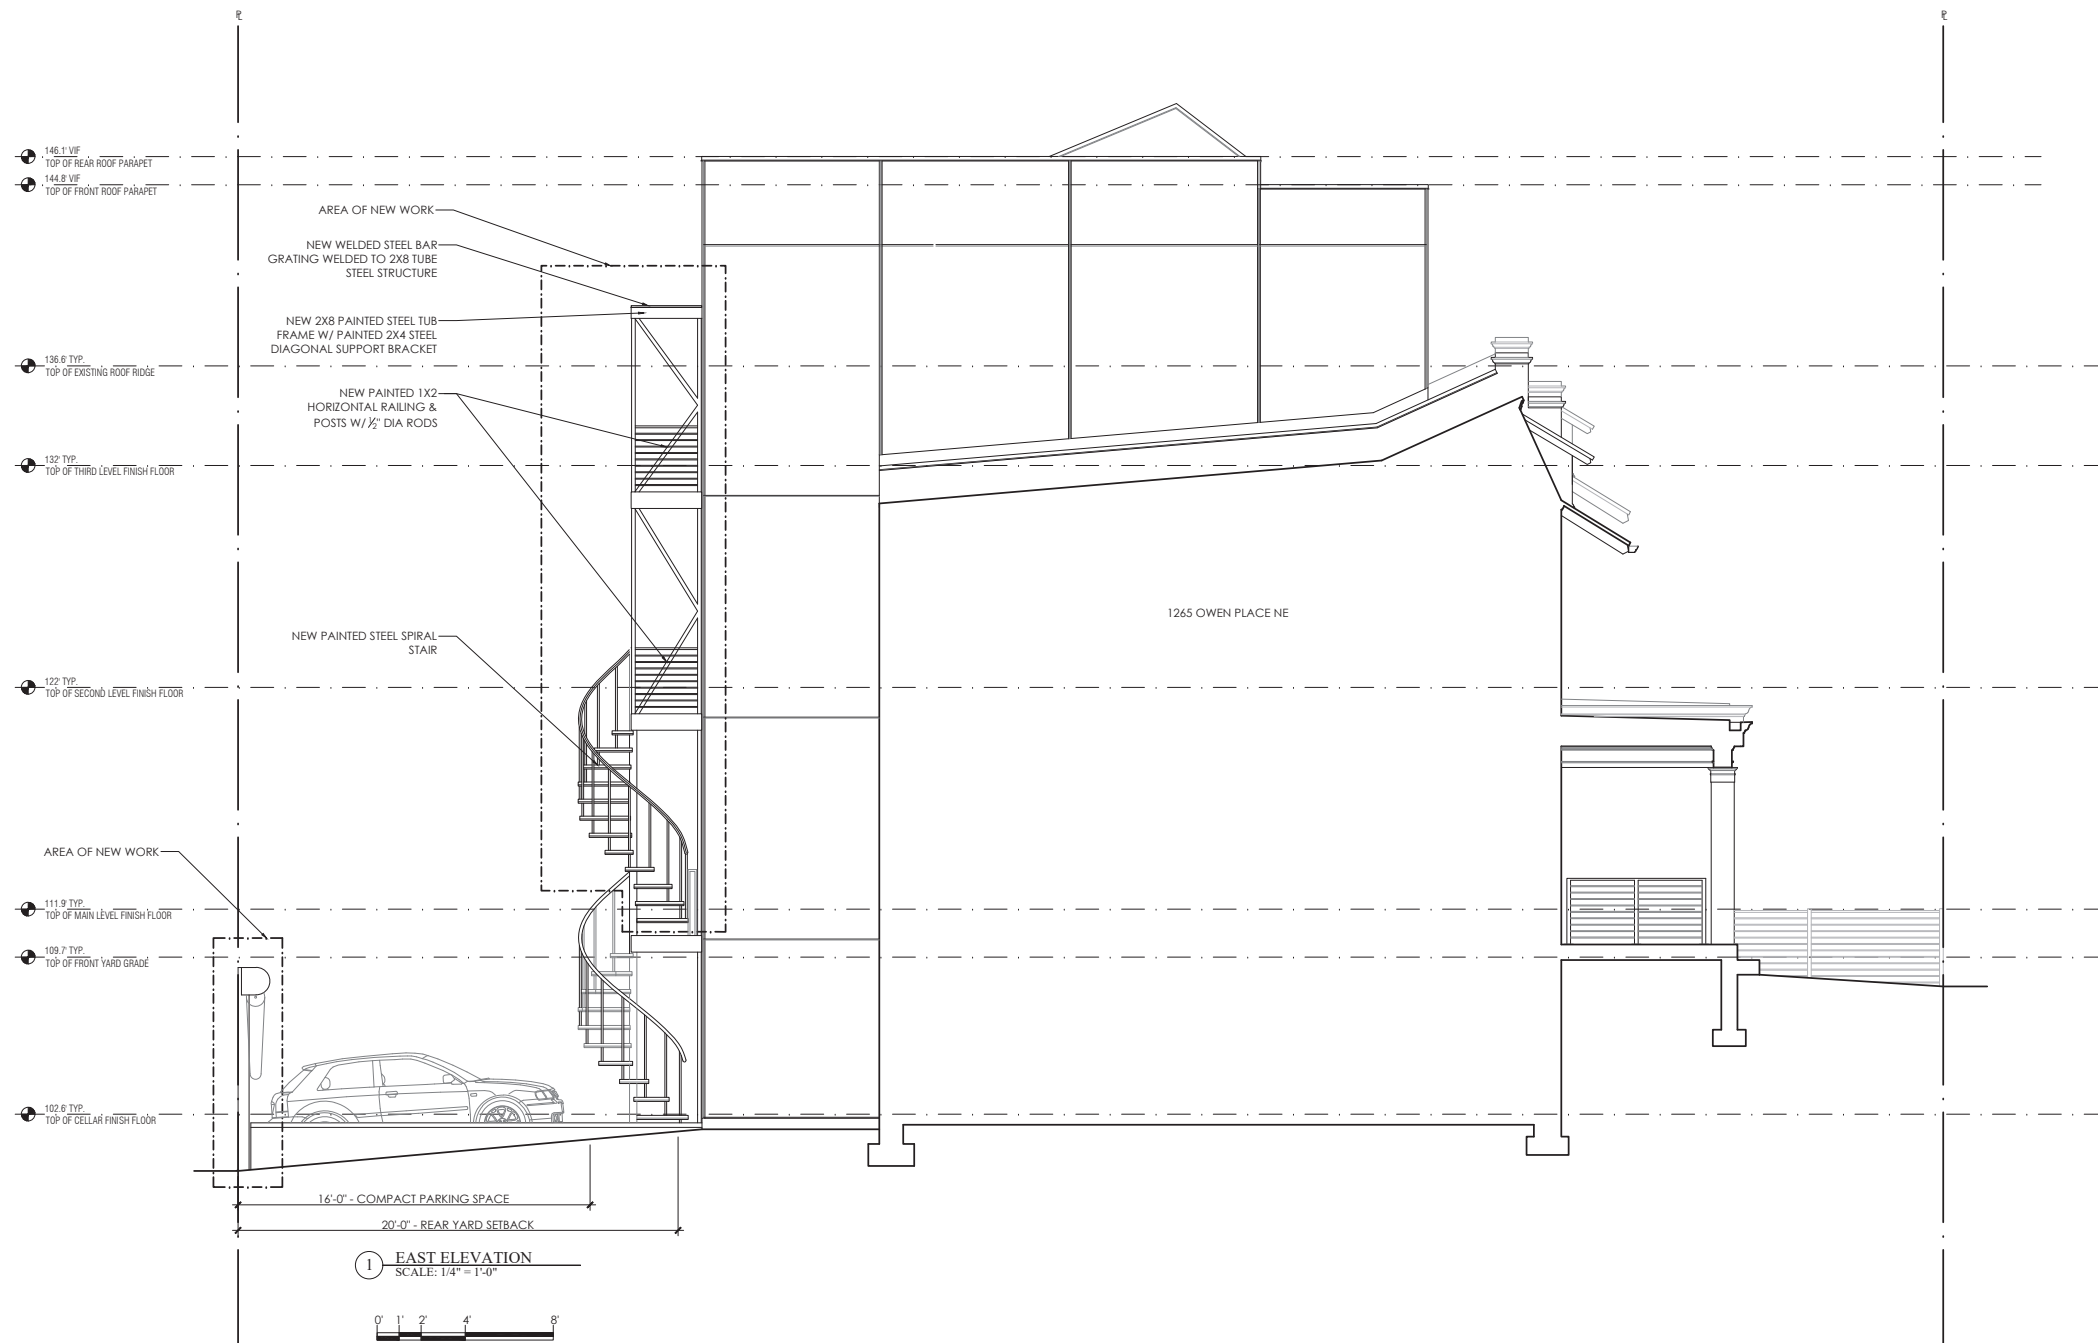 ℄
℄
146.1' VIF
TOP OF REAR ROOF PARAPET
144.8' VIF
TOP OF FRONT ROOF PARAPET
AREA OF NEW WORK
NEW WELDED STEEL BAR
GRATING WELDED TO 2X8 TUBE
STEEL STRUCTURE
NEW 2X8 PAINTED STEEL TUB
FRAME W/ PAINTED 2X4 STEEL
DIAGONAL SUPPORT BRACKET
136.6' TYP.
TOP OF EXISTING ROOF RIDGE
NEW PAINTED 1X2
HORIZONTAL RAILING &
POSTS W/ ½" DIA RODS
132' TYP.
TOP OF THIRD LEVEL FINISH FLOOR
1265 OWEN PLACE NE
NEW PAINTED STEEL SPIRAL
STAIR
122' TYP.
TOP OF SECOND LEVEL FINISH FLOOR
AREA OF NEW WORK
111.9' TYP.
TOP OF MAIN LEVEL FINISH FLOOR
109.7' TYP.
TOP OF FRONT YARD GRADE
102.6' TYP.
TOP OF CELLAR FINISH FLOOR
16'-0" - COMPACT PARKING SPACE
20'-0" - REAR YARD SETBACK
1 EAST ELEVATION
SCALE: 1/4" = 1'-0"
0' 1' 2' 4' 8'